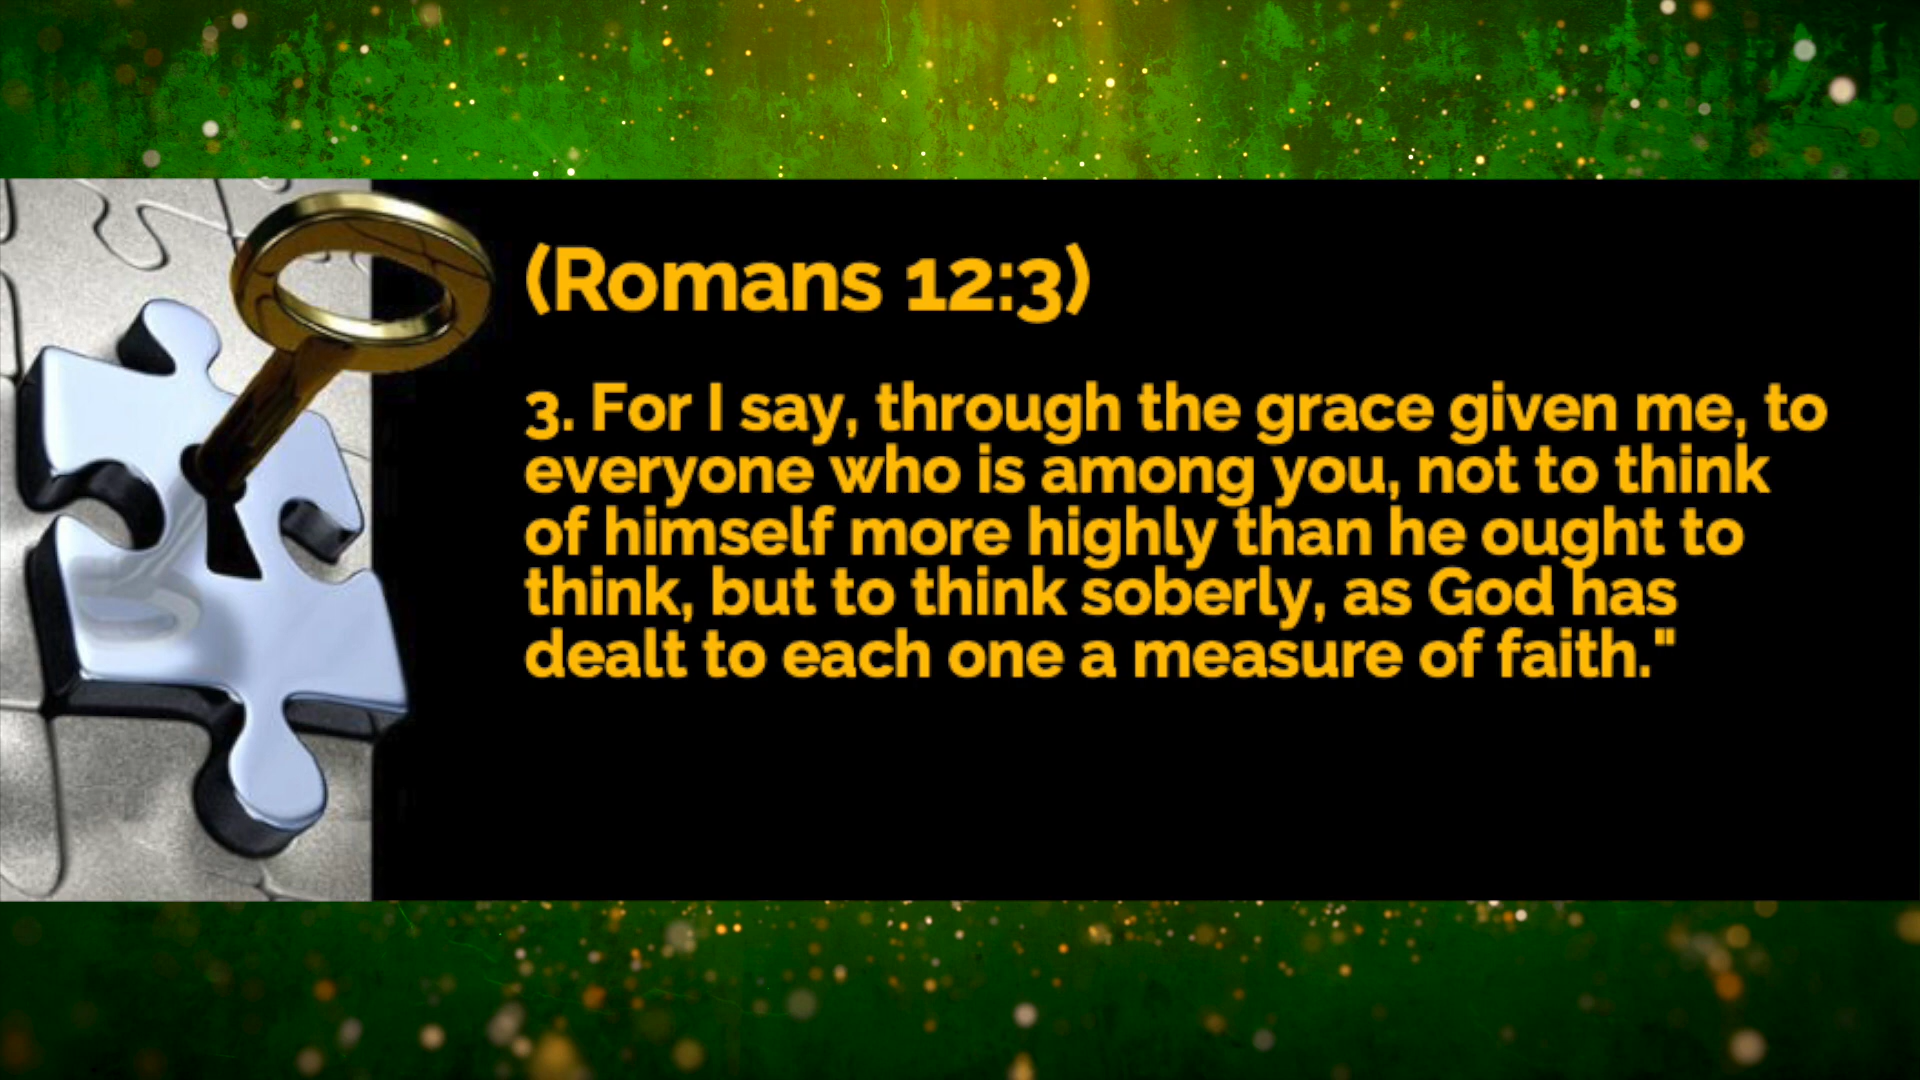 (Romans 12:3)
3. For I say, through the grace given me, to
everyone who is among you, not to think
of himself more highly than he ought to
think, but to think soberly, as God has
dealt to each one a measure of faith."